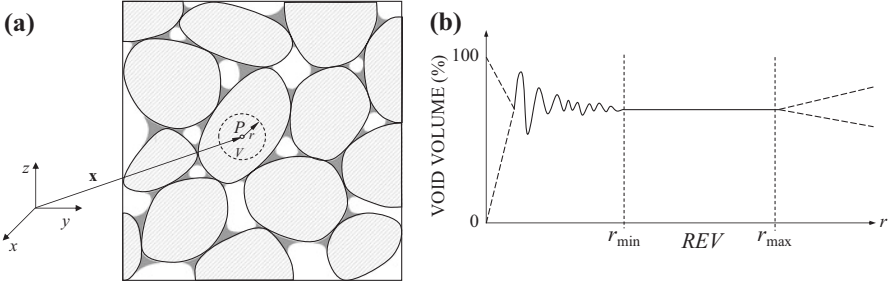 (a)
P
r
V
x
z
y
x
(b)
VOID VOLUME (%)
100
0
r
r min
REV
r max